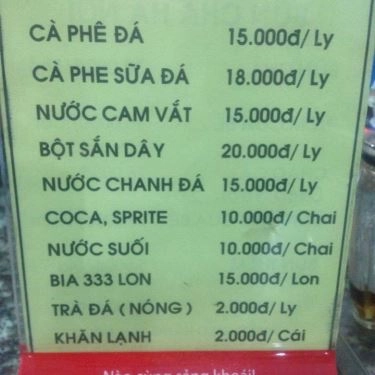 CÀ PHÊ ĐÁ 15.000đ/ Ly
CÀ PHE SỮA ĐÁ 18.000đ/ Ly
NƯỚC CAM VẮT 15.000đ/ Ly
BỘT SẮN DÂY 20.000đ/ Ly
NƯỚC CHANH ĐÁ 15.000đ/ Ly
COCA, SPRITE 10.000đ/ Chai
NƯỚC SUỐI 10.000đ/ Chai
BIA 333 LON 15.000đ/ Lon
TRÀ ĐÁ ( NÓNG ) 2.000đ/ Ly
KHĂN LẠNH 2.000đ/ Cái